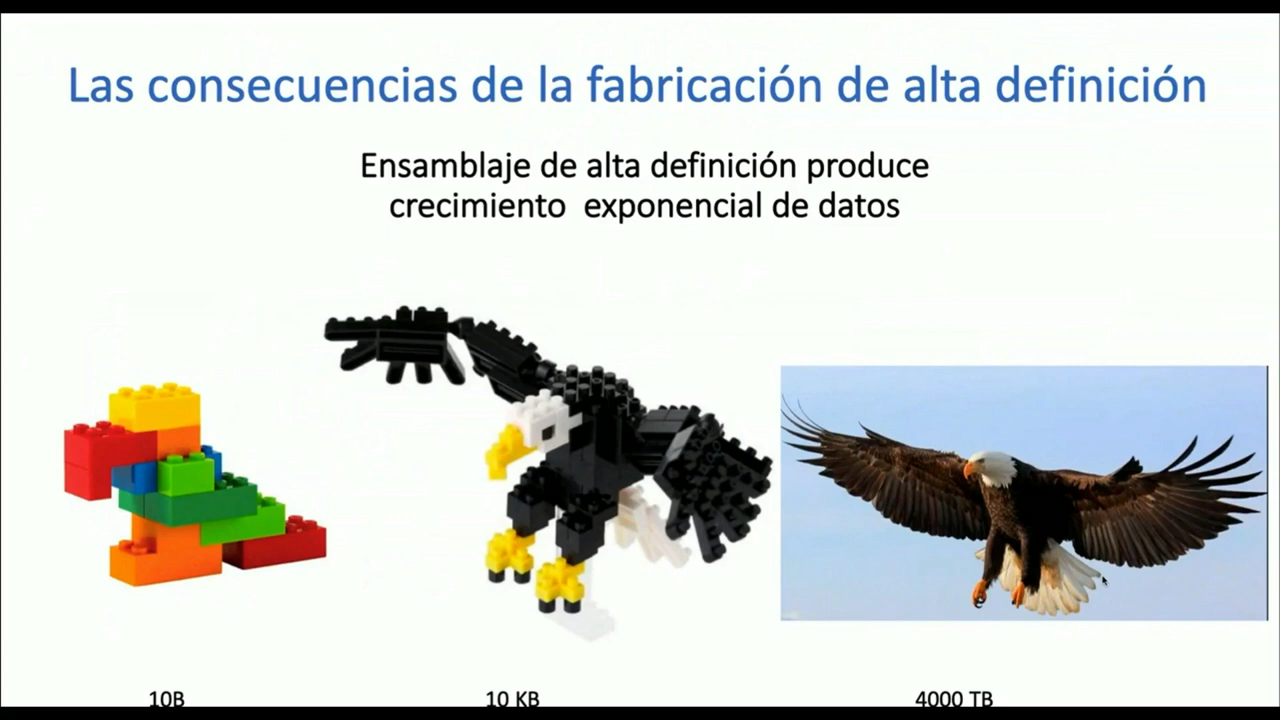 Las consecuencias de la fabricación de alta definición
Ensamblaje de alta definición produce
crecimiento exponencial de datos
10B
10 KB
4000 TB